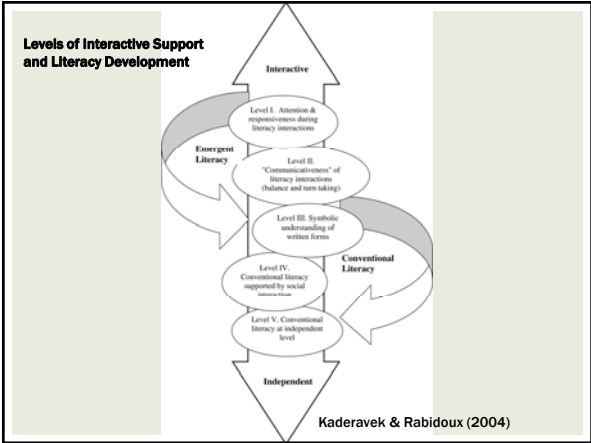 Levels of Interactive Support
and Literacy Development
Interactive
Level I. Attention &
responsiveness during
literacy interactions
Emergent
Literacy
Level II.
"Communicativeness" of
literacy interactions
(balance and turn taking)
Level III. Symbolic
understanding of
written forms
Conventional
Literacy
Level IV.
Conventional literacy
supported by social
interaction
Level V. Conventional
literacy at independent
level
Independent
Kaderavek & Rabidoux (2004)